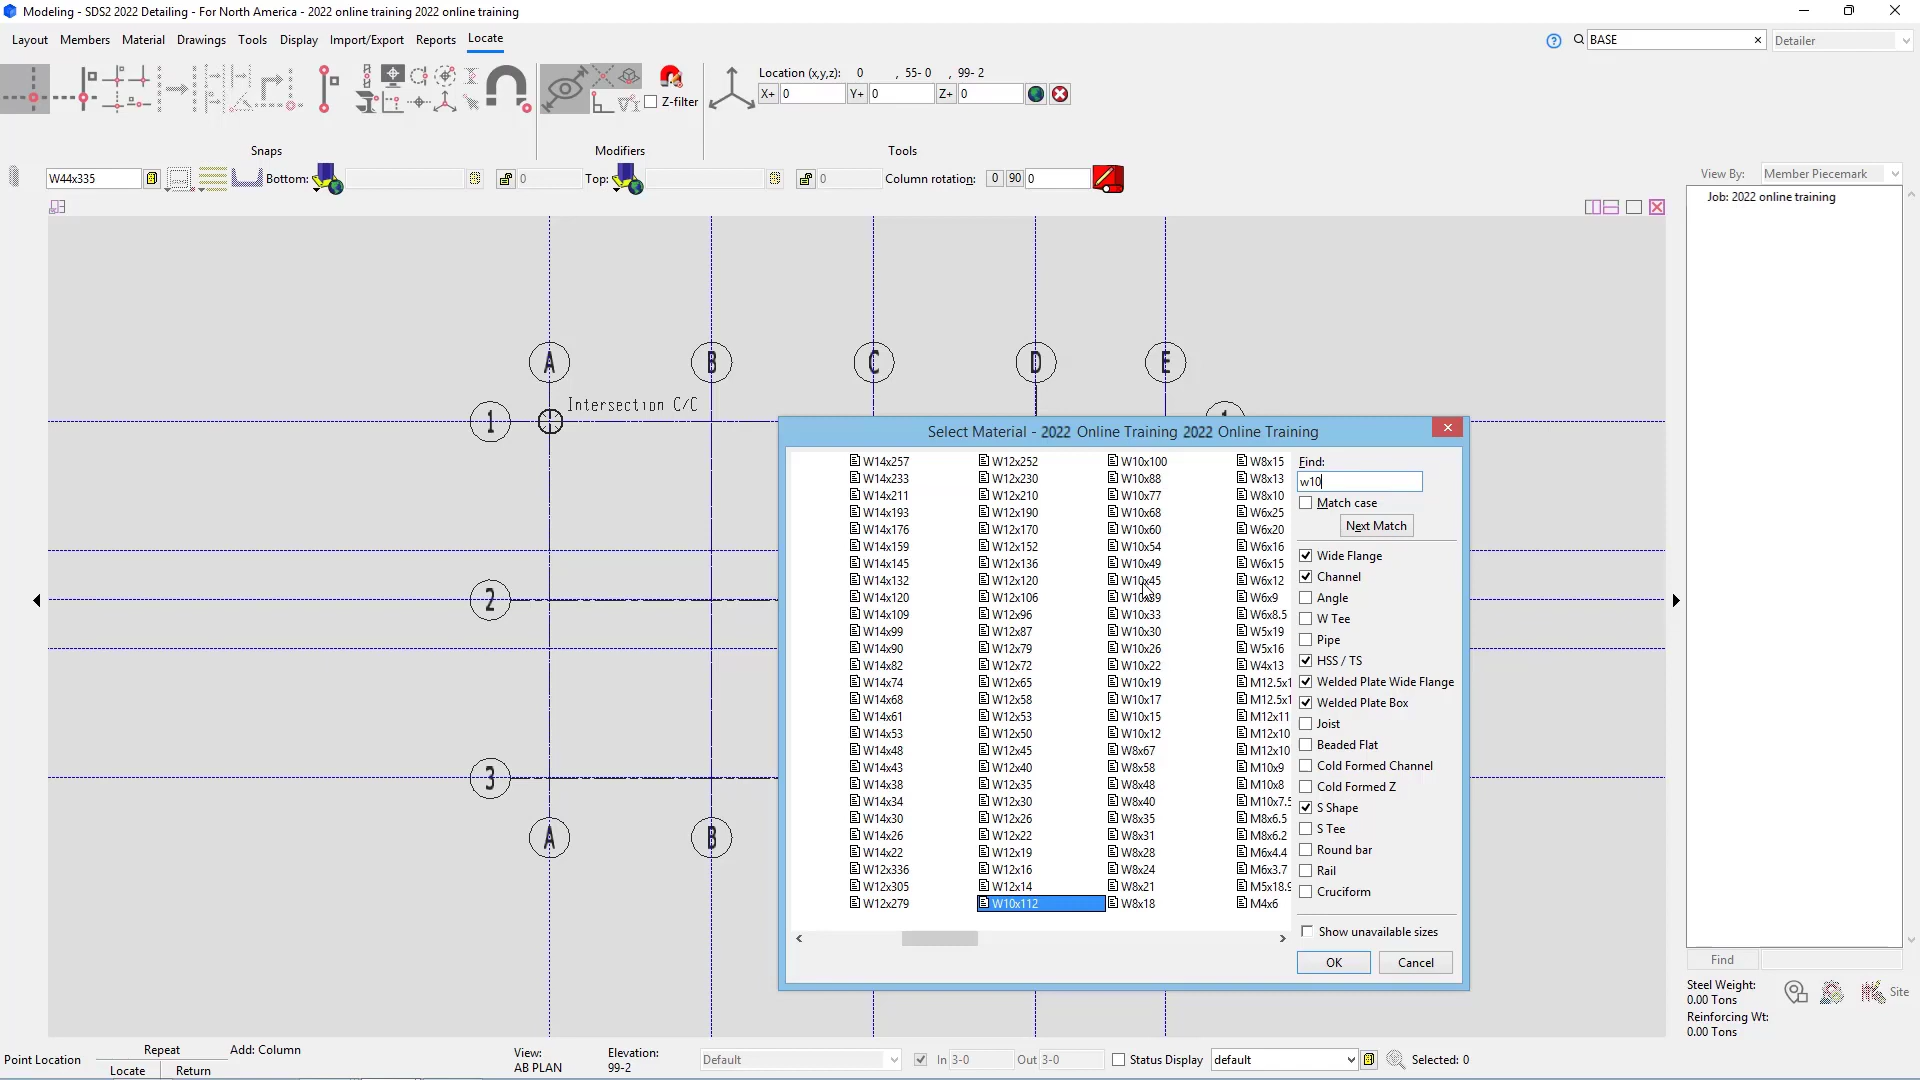 Modeling - SDS2 2022 Detailing - For North America - 2022 online training 2022 online training
Layout Members Material Drawings Tools Display Import/Export Reports Locate
? BASE × Detailer
Z-filter
Location (x,y,z): 0 , 55- 0 , 99- 2
X+ 0 Y+ 0 Z+ 0
Snaps Modifiers Tools
W44x335 Bottom: 0 Top: 0 Column rotation: 0 90 0
View By: Member Piecemark
Job: 2022 online training
A B C D E
Intersection C/C
1
2
3
A B
Select Material - 2022 Online Training 2022 Online Training
W14x257 W12x252 W10x100 W8x15
W14x233 W12x230 W10x88 W8x13
W14x211 W12x210 W10x77 W8x10
W14x193 W12x190 W10x68 W6x25
W14x176 W12x170 W10x60 W6x20
W14x159 W12x152 W10x54 W6x16
W14x145 W12x136 W10x49 W6x15
W14x132 W12x120 W10x45 W6x12
W14x120 W12x106 W10x39 W6x9
W14x109 W12x96 W10x33 W6x8.5
W14x99 W12x87 W10x30 W5x19
W14x90 W12x79 W10x26 W5x16
W14x82 W12x72 W10x22 W4x13
W14x74 W12x65 W10x19 M12.5x1
W14x68 W12x58 W10x17 M12.5x1
W14x61 W12x53 W10x15 M12x11
W14x53 W12x50 W10x12 M12x10
W14x48 W12x45 W8x67 M12x10
W14x43 W12x40 W8x58 M10x9
W14x38 W12x35 W8x48 M10x8
W14x34 W12x30 W8x40 M10x7.5
W14x30 W12x26 W8x35 M8x6.5
W14x26 W12x22 W8x31 M8x6.2
W14x22 W12x19 W8x28 M6x4.4
W12x336 W12x16 W8x24 M6x3.7
W12x305 W12x14 W8x21 M5x18.9
W12x279 W10x112 W8x18 M4x6
Find:
w10
Match case
Next Match
Wide Flange
Channel
Angle
W Tee
Pipe
HSS / TS
Welded Plate Wide Flange
Welded Plate Box
Joist
Beaded Flat
Cold Formed Channel
Cold Formed Z
S Shape
S Tee
Round bar
Rail
Cruciform
Show unavailable sizes
OK Cancel
Find
Steel Weight:
0.00 Tons
Reinforcing Wt:
0.00 Tons
Site
Point Location
Repeat Add: Column
Locate Return
View:
AB PLAN
Elevation:
99-2
Default In 3-0 Out 3-0 Status Display default Selected: 0